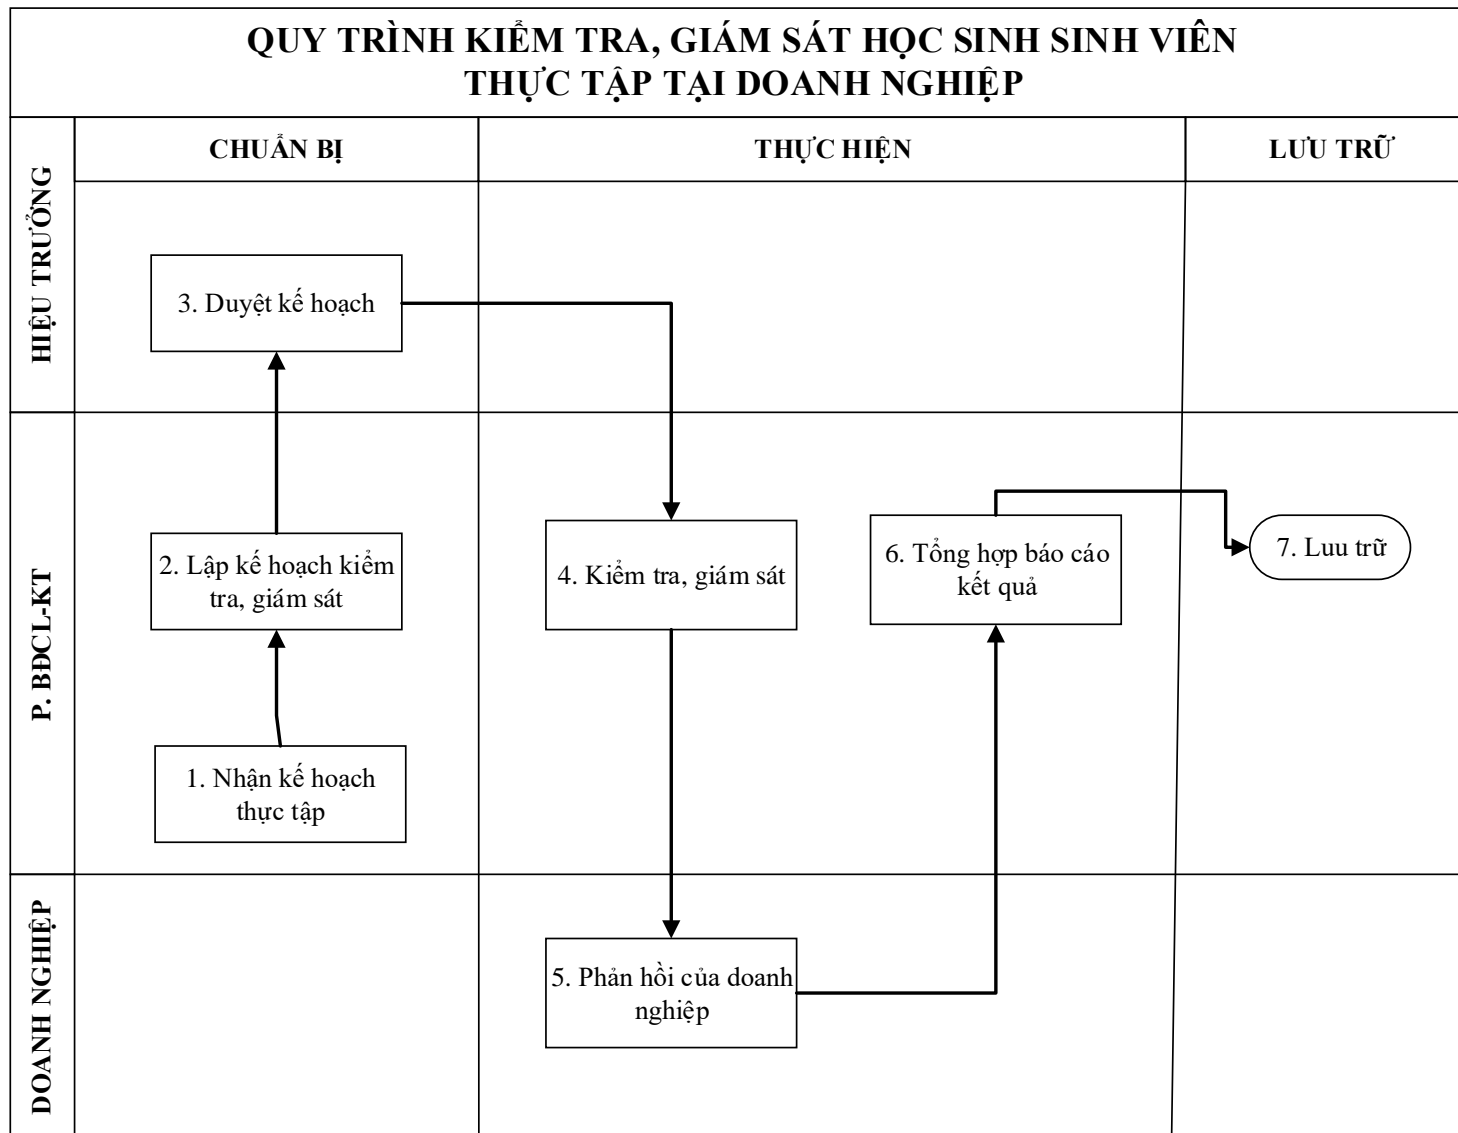 QUY TRÌNH KIỂM TRA, GIÁM SÁT HỌC SINH SINH VIÊN
THỰC TẬP TẠI DOANH NGHIỆP
CHUẨN BỊ
THỰC HIỆN
LƯU TRỮ
HIỆU TRƯỞNG
3. Duyệt kế hoạch
P. BĐCL-KT
2. Lập kế hoạch kiểm
tra, giám sát
4. Kiểm tra, giám sát
6. Tổng hợp báo cáo
kết quả
7. Luu trữ
1. Nhận kế hoạch
thực tập
DOANH NGHIỆP
5. Phản hồi của doanh
nghiệp